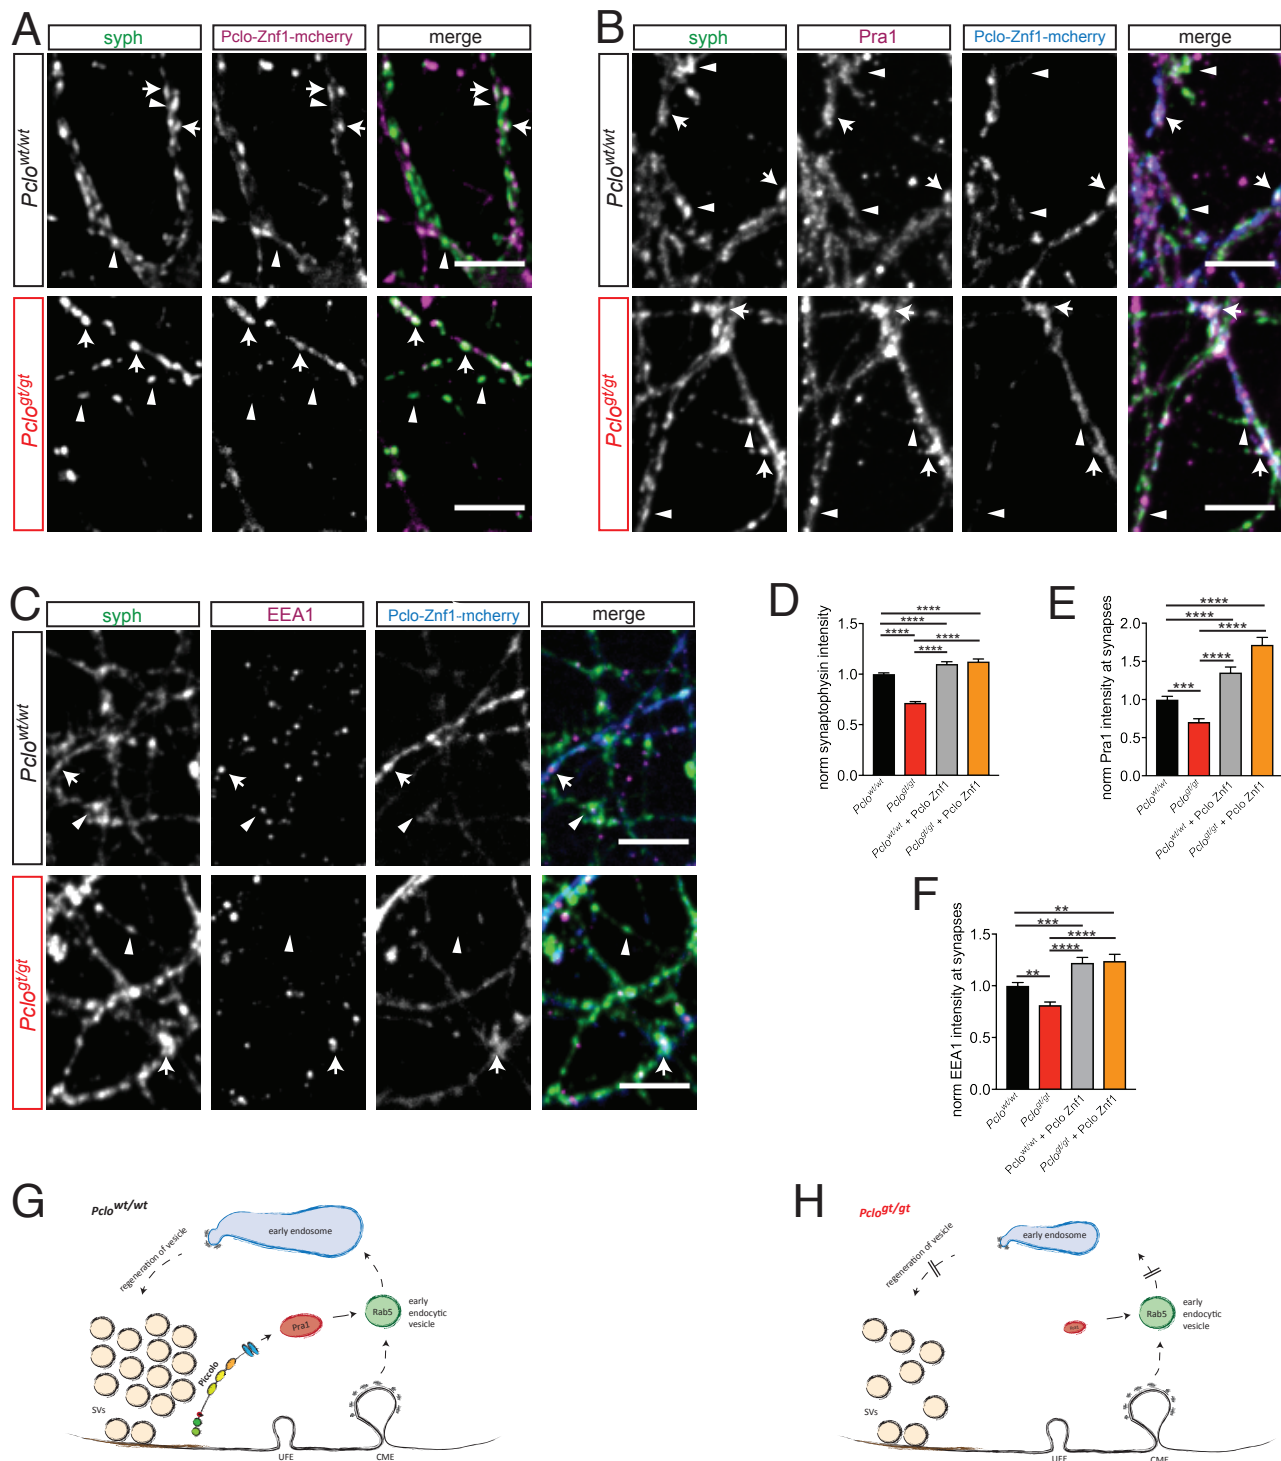 A
syph
Pclo-Znf1-mcherry
merge
Pclo wt/wt
Pclo gt/gt
B
syph
Pra1
Pclo-Znf1-mcherry
merge
Pclo wt/wt
Pclo gt/gt
C
syph
EEA1
Pclo-Znf1-mcherry
merge
Pclo wt/wt
Pclo gt/gt
D
norm synaptophysin intensity
1.5
1.0
0.5
0.0
****
****
**** ****
****
Pclo wt/wt
Pclo gt/gt
Pclo wt/wt + Pclo Znf1
Pclo gt/gt + Pclo Znf1
E
norm Pra1 intensity at synapses
2.0
1.5
1.0
0.5
0.0
****
****
****
****
***
Pclo wt/wt
Pclo gt/gt
Pclo wt/wt + Pclo Znf1
Pclo gt/gt + Pclo Znf1
F
norm EEA1 intensity at synapses
1.5
1.0
0.5
0.0
**
***
****
****
**
Pclo wt/wt
Pclo gt/gt
Pclo wt/wt + Pclo Znf1
Pclo gt/gt + Pclo Znf1
G
Pclo wt/wt
early endosome
regeneration of vesicle
Rab5
early
endocytic
vesicle
Pra1
Piccolo
SVs
UFE
CME
H
Pclo gt/gt
early endosome
regeneration of vesicle
Rab5
early
endocytic
vesicle
SVs
UFE
CME